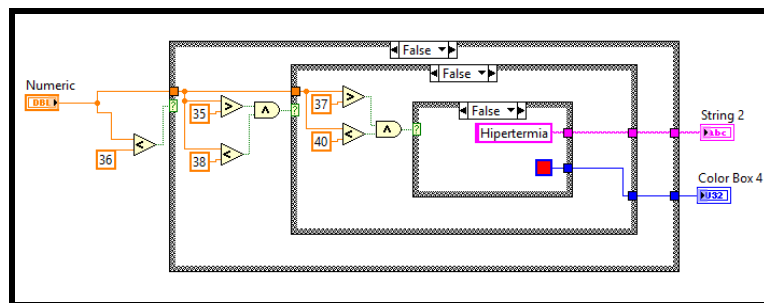 False
False
Numeric
DBL
35
37
False
String 2
Hipertermia
Abc
38
40
36
Color Box 4
U32